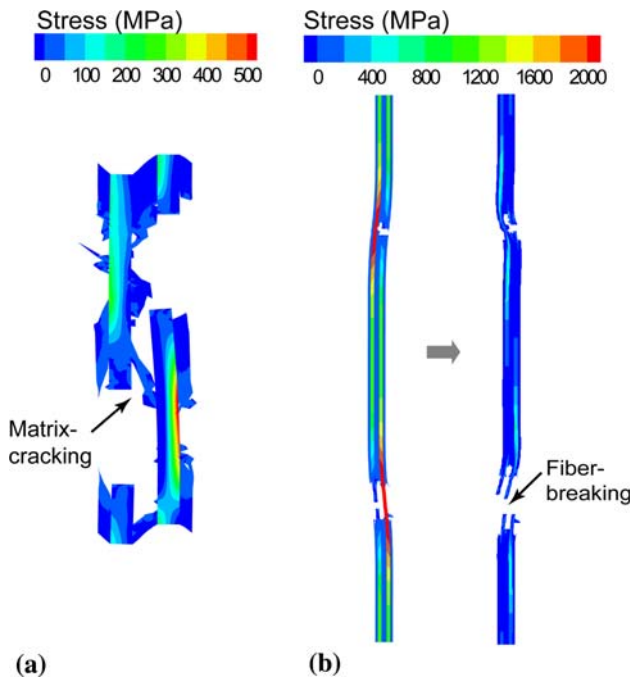 Stress (MPa)
0 100 200 300 400 500
Stress (MPa)
0 400 800 1200 1600 2000
Matrix-
cracking
Fiber-
breaking
(a)
(b)